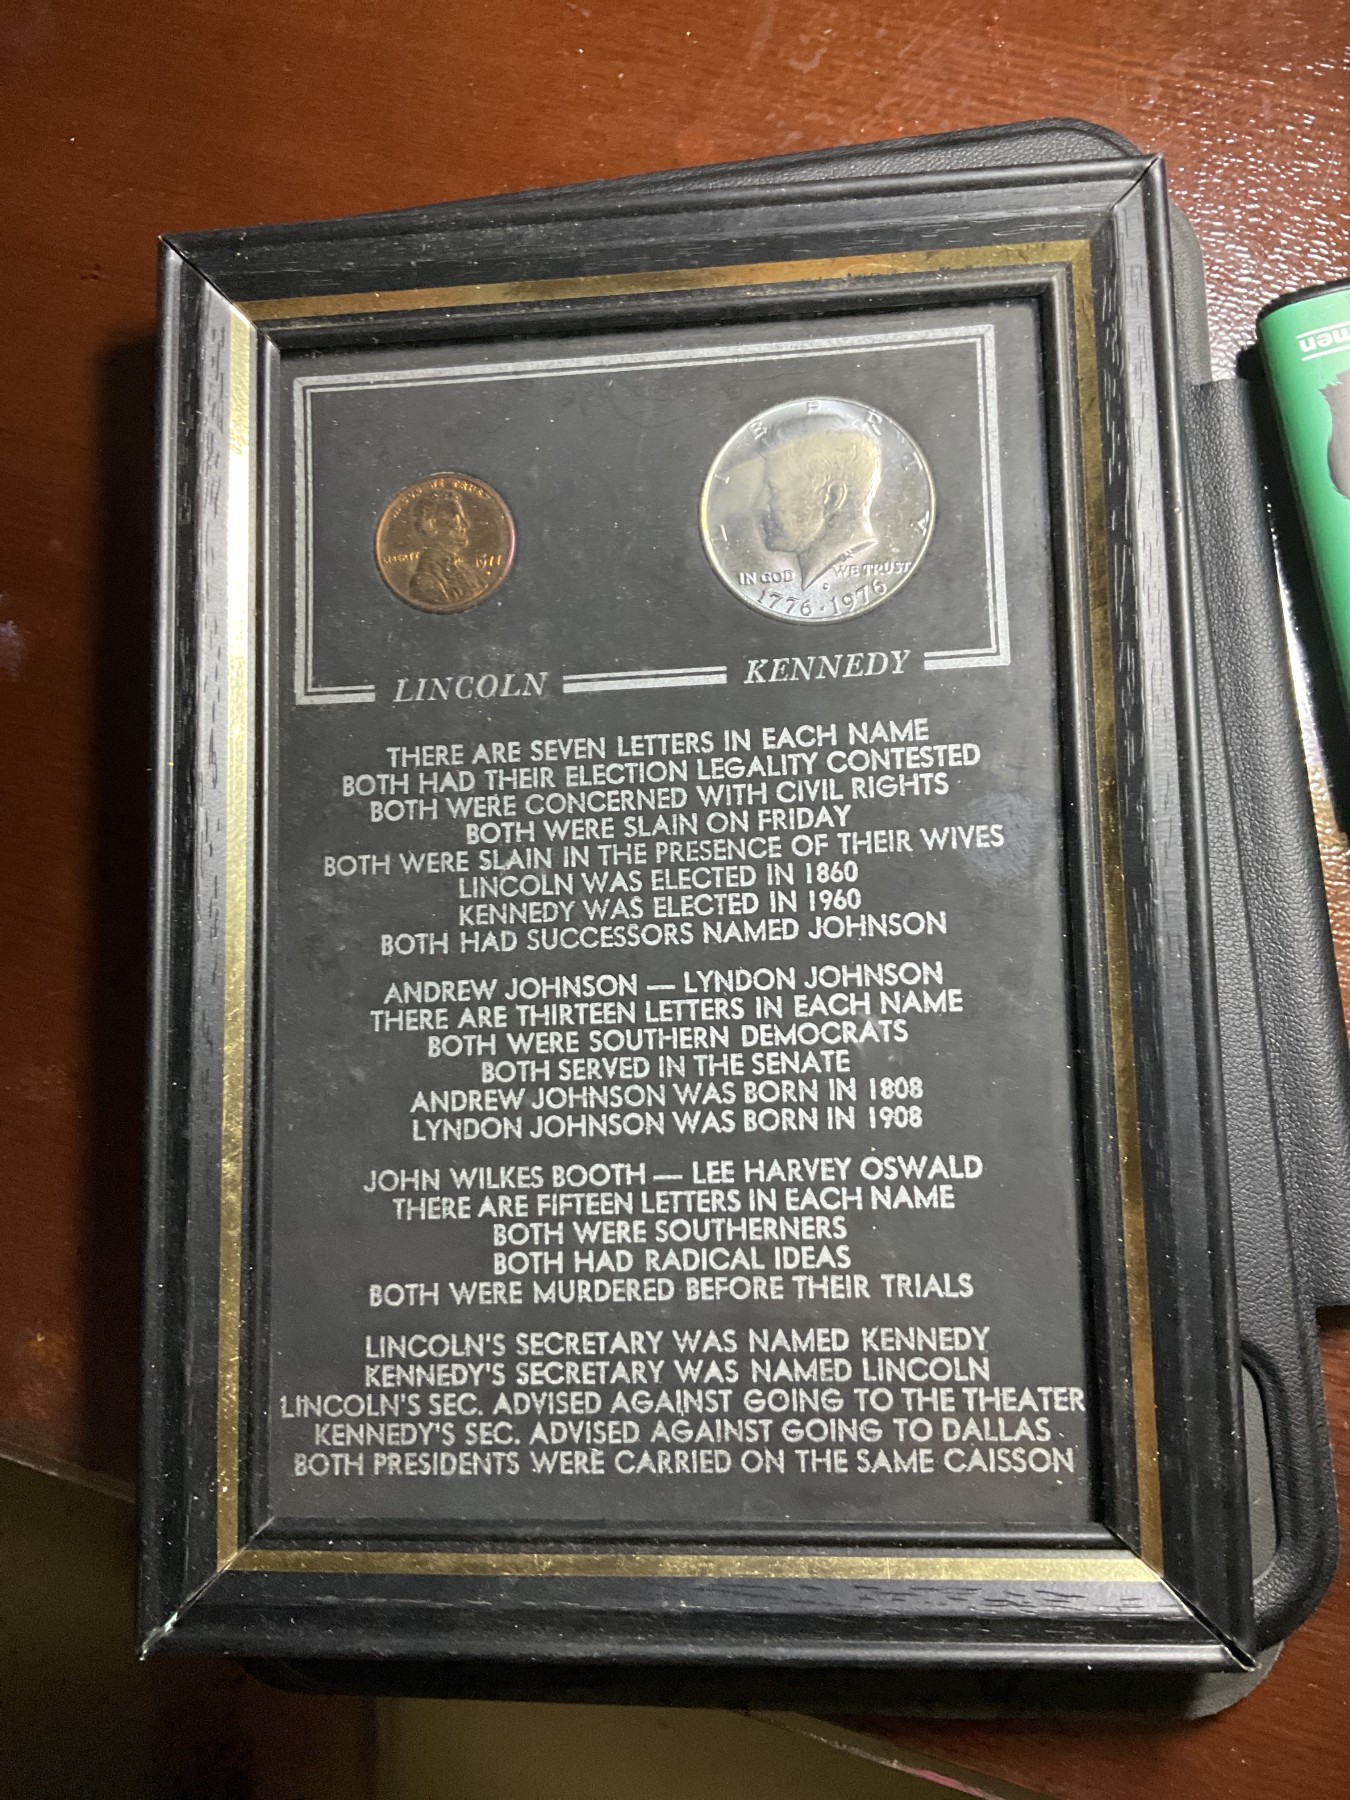 IN GOD WE TRUST
LIBERTY
1977
LIBERTY
IN GOD WE TRUST
1776 · 1976
LINCOLN
KENNEDY
THERE ARE SEVEN LETTERS IN EACH NAME
BOTH HAD THEIR ELECTION LEGALITY CONTESTED
BOTH WERE CONCERNED WITH CIVIL RIGHTS
BOTH WERE SLAIN ON FRIDAY
BOTH WERE SLAIN IN THE PRESENCE OF THEIR WIVES
LINCOLN WAS ELECTED IN 1860
KENNEDY WAS ELECTED IN 1960
BOTH HAD SUCCESSORS NAMED JOHNSON
ANDREW JOHNSON — LYNDON JOHNSON
THERE ARE THIRTEEN LETTERS IN EACH NAME
BOTH WERE SOUTHERN DEMOCRATS
BOTH SERVED IN THE SENATE
ANDREW JOHNSON WAS BORN IN 1808
LYNDON JOHNSON WAS BORN IN 1908
JOHN WILKES BOOTH — LEE HARVEY OSWALD
THERE ARE FIFTEEN LETTERS IN EACH NAME
BOTH WERE SOUTHERNERS
BOTH HAD RADICAL IDEAS
BOTH WERE MURDERED BEFORE THEIR TRIALS
LINCOLN'S SECRETARY WAS NAMED KENNEDY
KENNEDY'S SECRETARY WAS NAMED LINCOLN
LINCOLN'S SEC. ADVISED AGAINST GOING TO THE THEATER
KENNEDY'S SEC. ADVISED AGAINST GOING TO DALLAS
BOTH PRESIDENTS WERE CARRIED ON THE SAME CAISSON